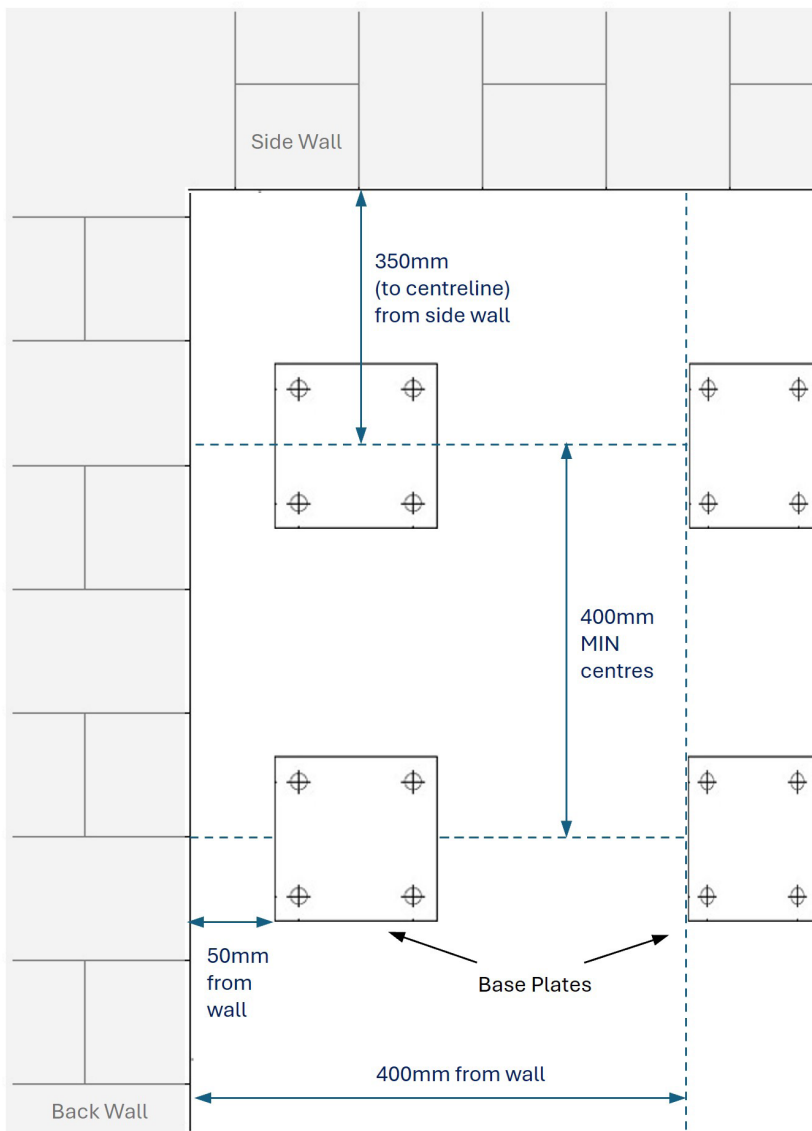 Side Wall
350mm
(to centreline)
from side wall
400mm
MIN
centres
50mm
from
wall
Base Plates
400mm from wall
Back Wall